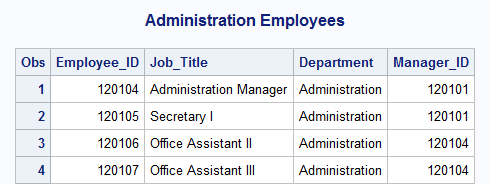 Administration Employees
Obs Employee_ID Job_Title Department Manager_ID
1 120104 Administration Manager Administration 120101
2 120105 Secretary I Administration 120101
3 120106 Office Assistant II Administration 120104
4 120107 Office Assistant III Administration 120104